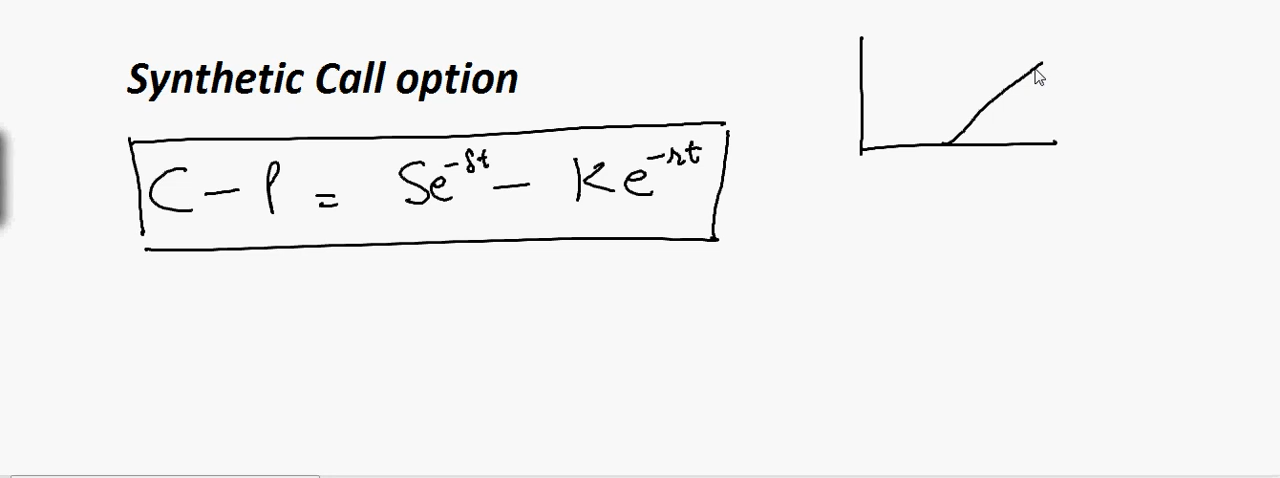 Synthetic Call option
C - P = Se^{-δt} - Ke^{-rt}